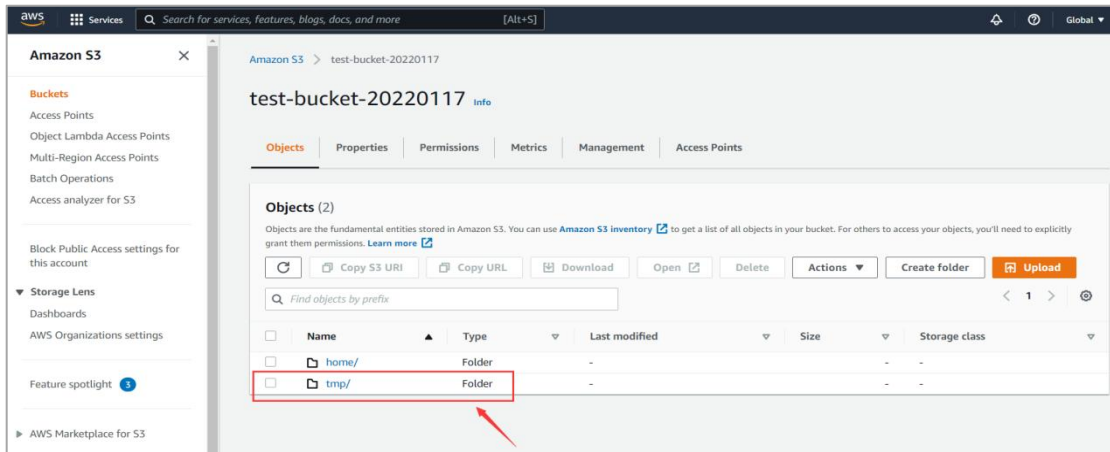 aws
Services
Search for services, features, blogs, docs, and more
[Alt+S]
Global
Amazon S3
Buckets
Access Points
Object Lambda Access Points
Multi-Region Access Points
Batch Operations
Access analyzer for S3
Block Public Access settings for
this account
Storage Lens
Dashboards
AWS Organizations settings
Feature spotlight 3
AWS Marketplace for S3
Amazon S3 > test-bucket-20220117
test-bucket-20220117 Info
Objects Properties Permissions Metrics Management Access Points
Objects (2)
Objects are the fundamental entities stored in Amazon S3. You can use Amazon S3 inventory to get a list of all objects in your bucket. For others to access your objects, you'll need to explicitly
grant them permissions. Learn more
Copy S3 URI Copy URL Download Open Delete Actions Create folder Upload
Find objects by prefix
< 1 >
Name Type Last modified Size Storage class
home/ Folder - - -
tmp/ Folder - - -